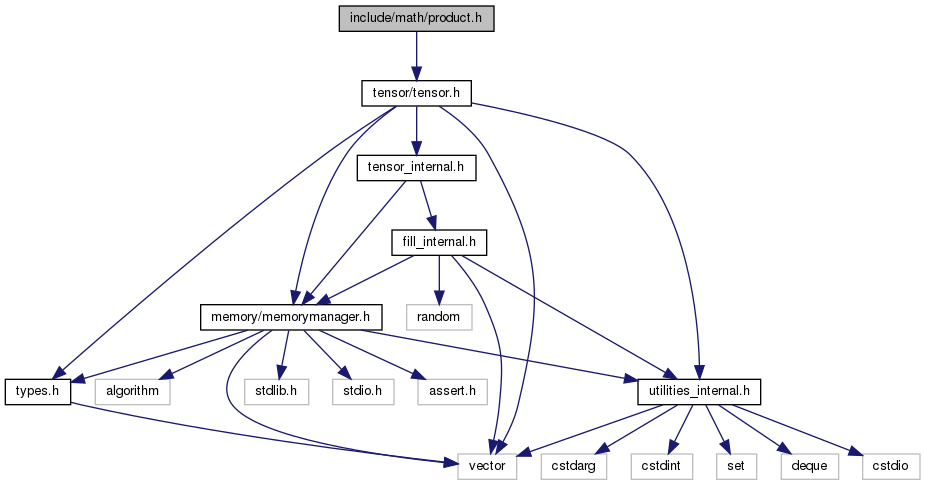 include/math/product.h
tensor/tensor.h
tensor_internal.h
fill_internal.h
memory/memorymanager.h
random
types.h
algorithm
stdlib.h
stdio.h
assert.h
utilities_internal.h
vector
cstdarg
cstdint
set
deque
cstdio